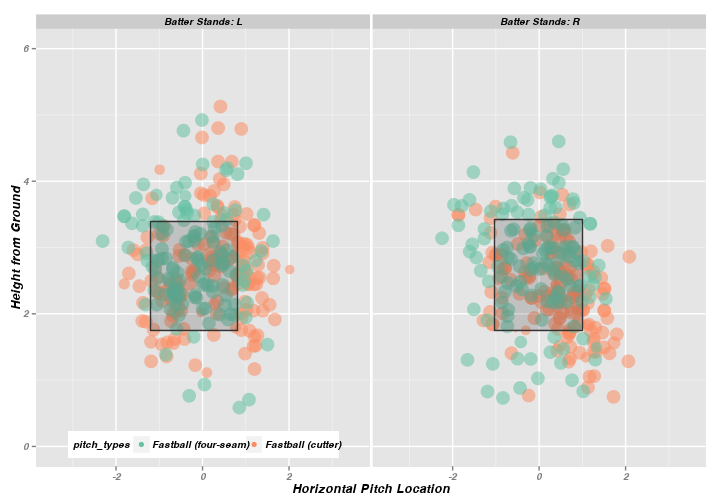 Batter Stands: L Batter Stands: R
6
4
2
0
Height from Ground
pitch_types Fastball (four-seam) Fastball (cutter)
-2 0 2 -2 0 2
Horizontal Pitch Location